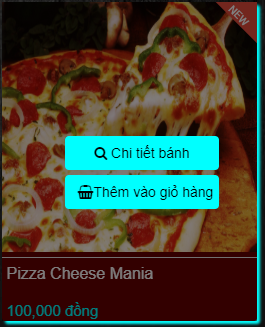 NEW
Chi tiết bánh
Thêm vào giỏ hàng
Pizza Cheese Mania
100,000 đồng